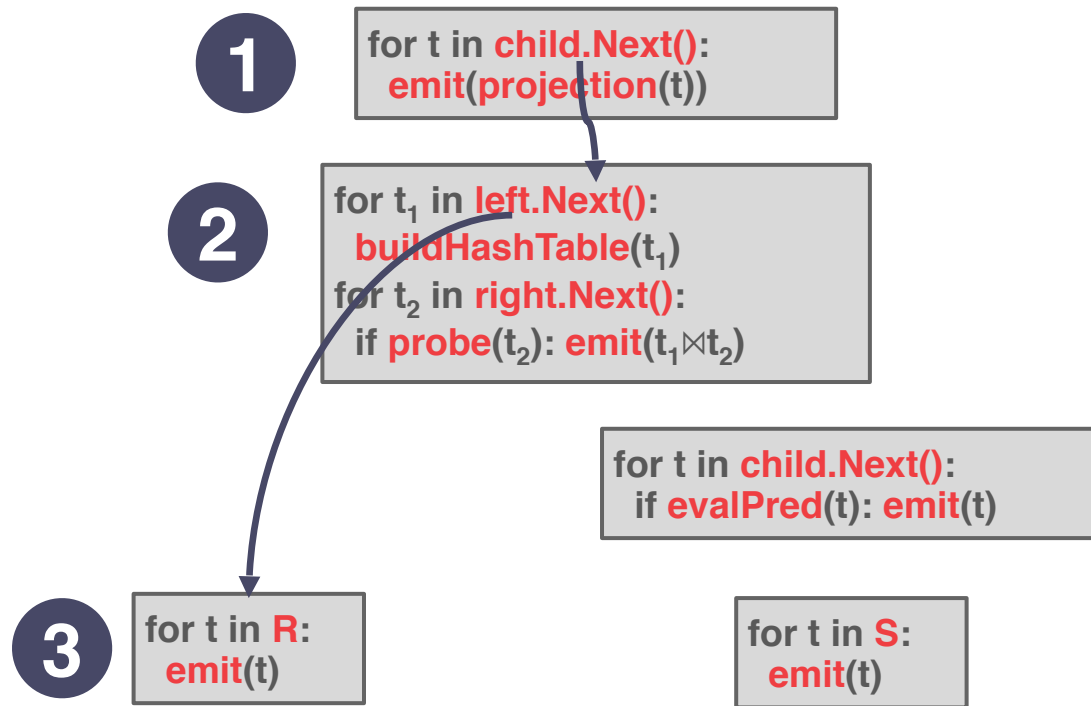 1
for t in child.Next():
emit(projection(t))
2
for t₁ in left.Next():
buildHashTable(t₁)
for t₂ in right.Next():
if probe(t₂): emit(t₁⨝t₂)
for t in child.Next():
if evalPred(t): emit(t)
3
for t in R:
emit(t)
for t in S:
emit(t)